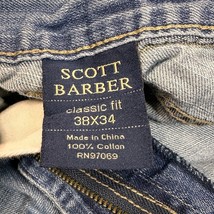 SCOTT
BARBER
classic fit
38X34
Made in China
100% Cotton
RN97069